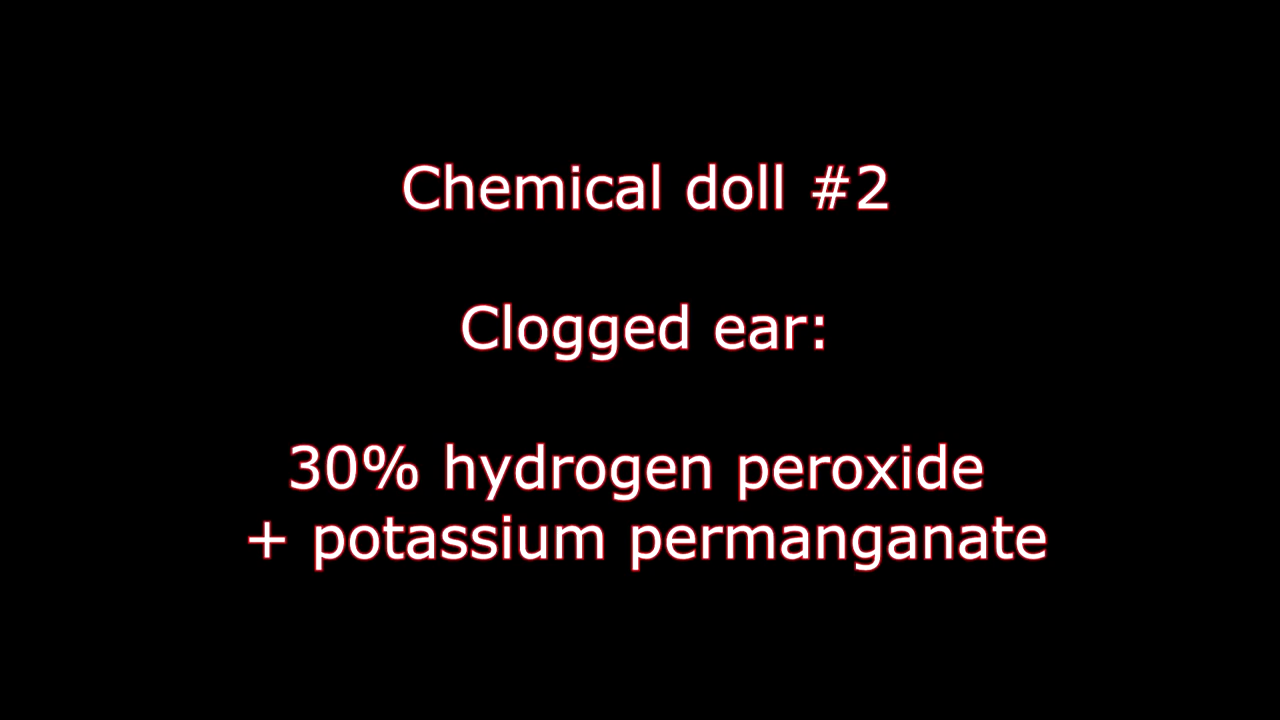 Chemical doll #2
Clogged ear:
30% hydrogen peroxide
+ potassium permanganate